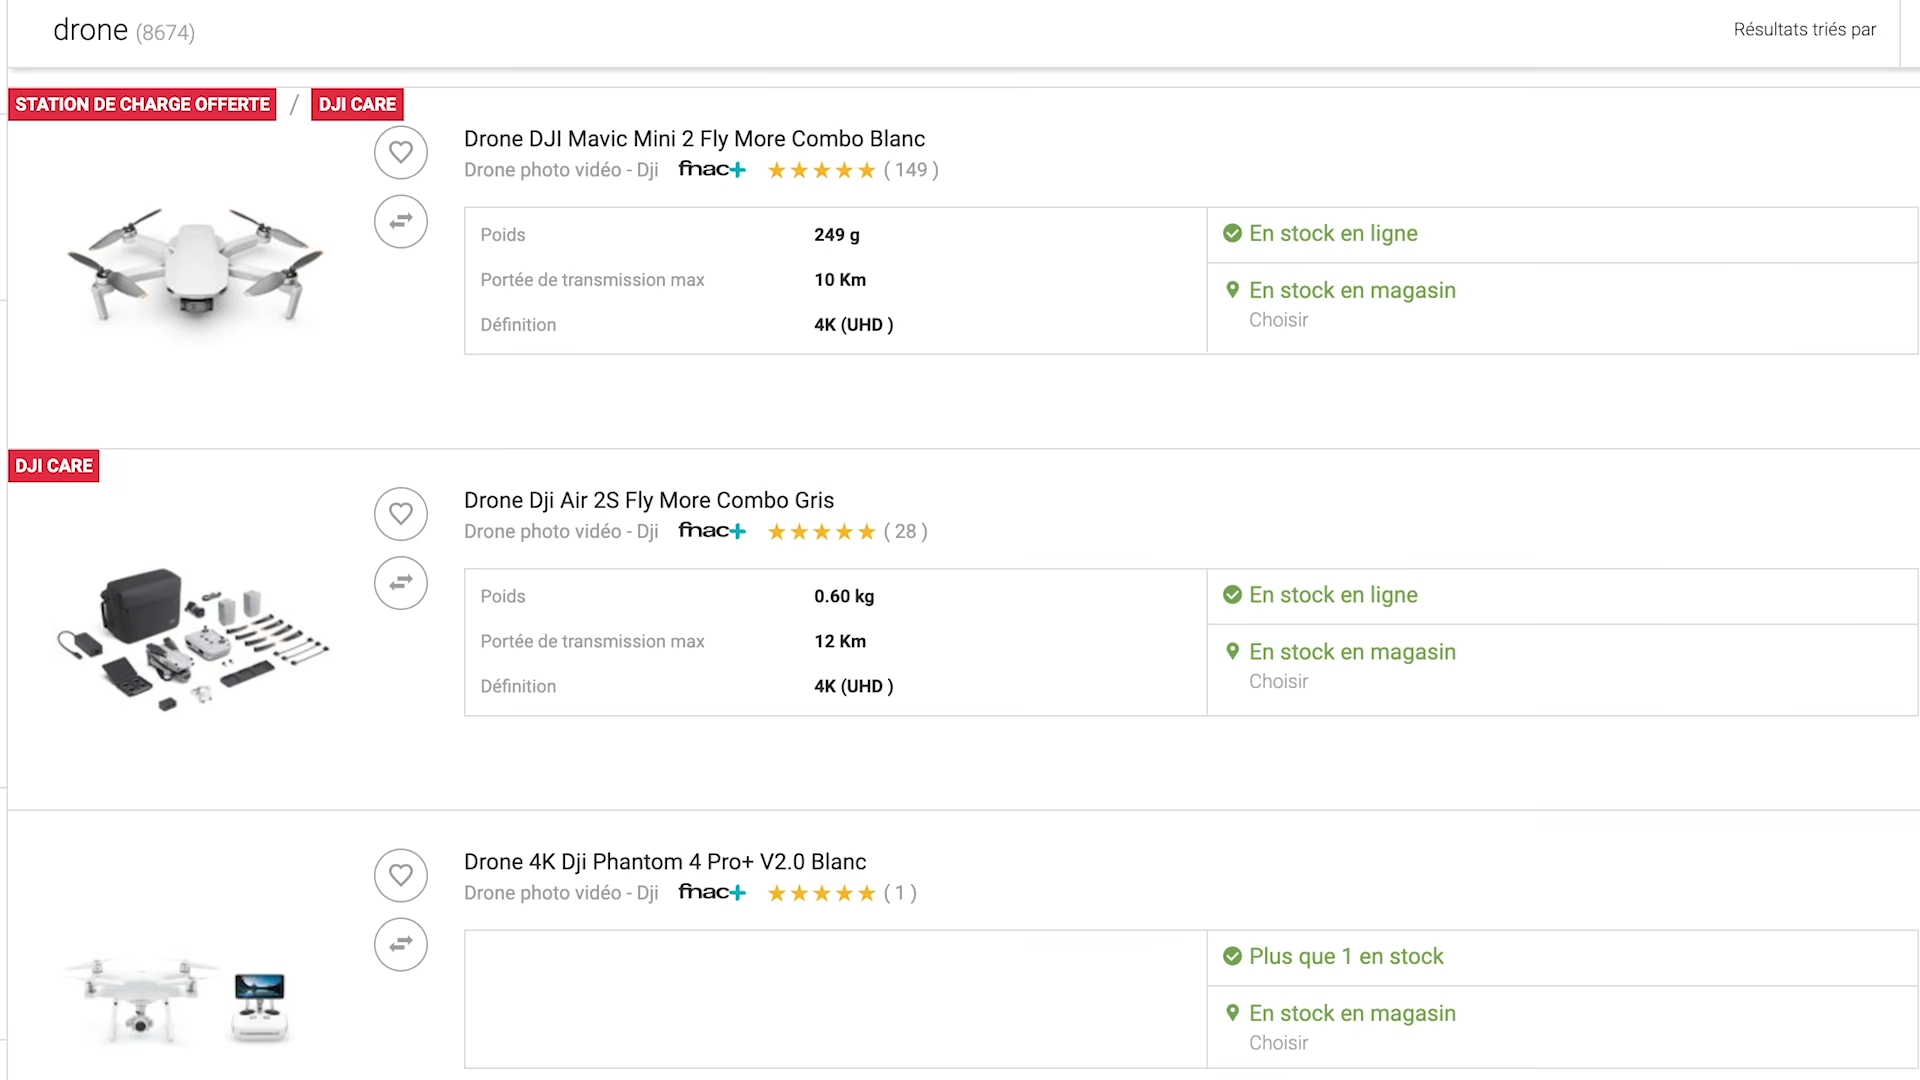 drone (8674)
Résultats triés par
STATION DE CHARGE OFFERTE / DJI CARE
Drone DJI Mavic Mini 2 Fly More Combo Blanc
Drone photo vidéo - Dji fnac+ ( 149 )
Poids 249 g
Portée de transmission max 10 Km
Définition 4K (UHD )
En stock en ligne
En stock en magasin
Choisir
DJI CARE
Drone Dji Air 2S Fly More Combo Gris
Drone photo vidéo - Dji fnac+ ( 28 )
Poids 0.60 kg
Portée de transmission max 12 Km
Définition 4K (UHD )
En stock en ligne
En stock en magasin
Choisir
Drone 4K Dji Phantom 4 Pro+ V2.0 Blanc
Drone photo vidéo - Dji fnac+ ( 1 )
Plus que 1 en stock
En stock en magasin
Choisir